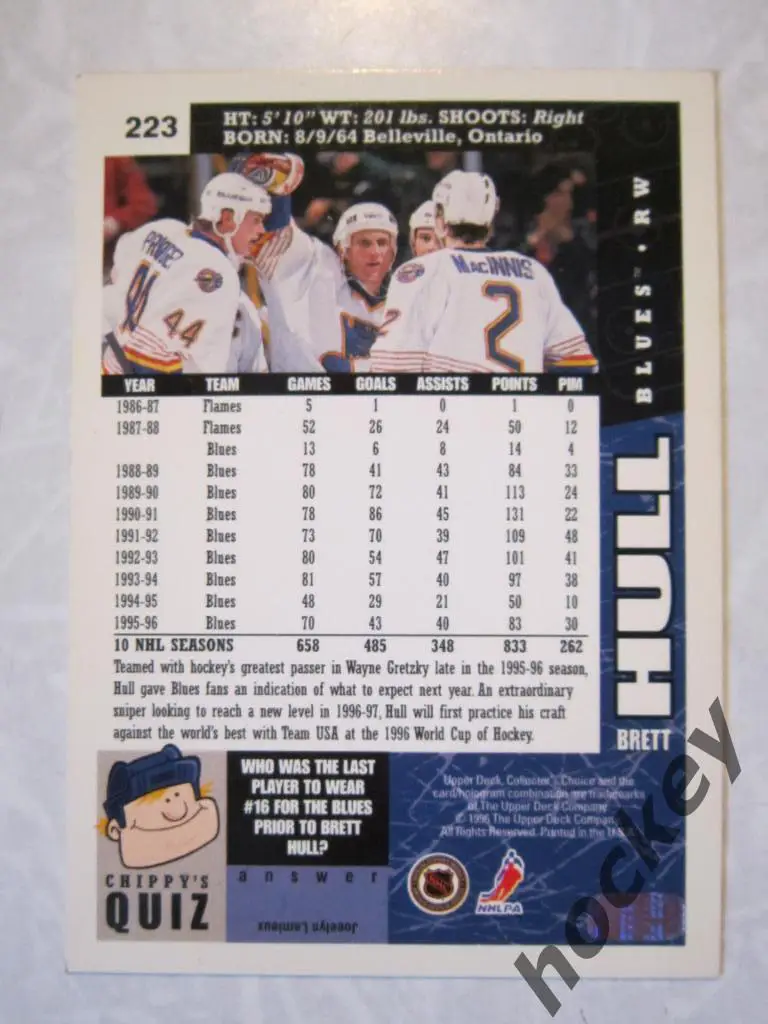 223
HT: 5'10" WT: 201 lbs. SHOOTS: Right
BORN: 8/9/64 Belleville, Ontario
PRONGER
44
MacINNIS
2
BLUES™ • RW
HULL
BRETT
YEAR TEAM GAMES GOALS ASSISTS POINTS PIM
1986-87 Flames 5 1 0 1 0
1987-88 Flames 52 26 24 50 12
Blues 13 6 8 14 4
1988-89 Blues 78 41 43 84 33
1989-90 Blues 80 72 41 113 24
1990-91 Blues 78 86 45 131 22
1991-92 Blues 73 70 39 109 48
1992-93 Blues 80 54 47 101 41
1993-94 Blues 81 57 40 97 38
1994-95 Blues 48 29 21 50 10
1995-96 Blues 70 43 40 83 30
10 NHL SEASONS 658 485 348 833 262
Teamed with hockey's greatest passer in Wayne Gretzky late in the 1995-96 season,
Hull gave Blues fans an indication of what to expect next year. An extraordinary
sniper looking to reach a new level in 1996-97, Hull will first practice his craft
against the world's best with Team USA at the 1996 World Cup of Hockey.
CHIPPY'S
QUIZ
WHO WAS THE LAST
PLAYER TO WEAR
#16 FOR THE BLUES
PRIOR TO BRETT
HULL?
answer
Jocelyn Lemieux
Upper Deck, Collector's Choice and the
card/hologram combination are trademarks
of The Upper Deck Company.
© 1996 The Upper Deck Company.
All Rights Reserved. Printed in the U.S.A.
NHL
NHLPA
hockey